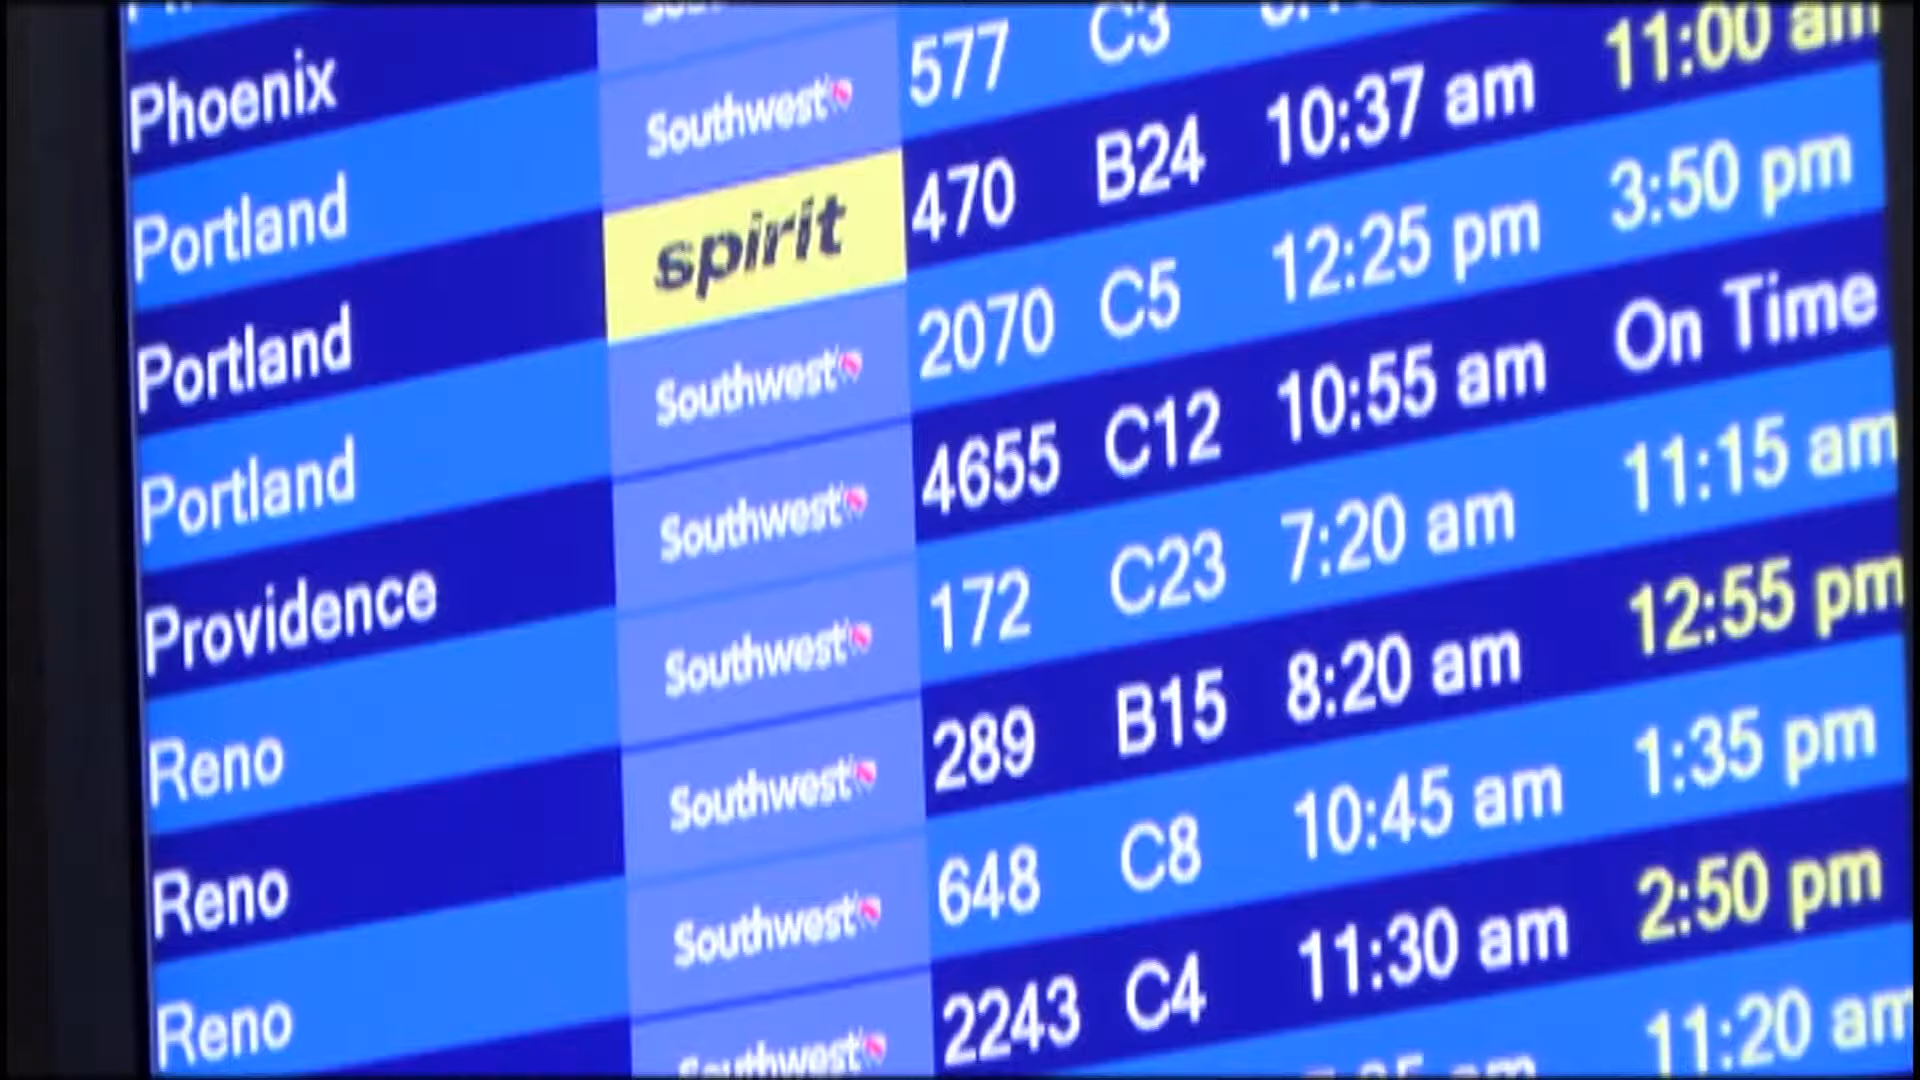 Phoenix
Portland Southwest 577 C3
Portland spirit 470 B24 10:37 am 11:00 am
Portland Southwest 2070 C5 12:25 pm 3:50 pm
Providence Southwest 4655 C12 10:55 am On Time
Reno Southwest 172 C23 7:20 am 11:15 am
Reno Southwest 289 B15 8:20 am 12:55 pm
Reno Southwest 648 C8 10:45 am 1:35 pm
Southwest 2243 C4 11:30 am 2:50 pm
11:20 am